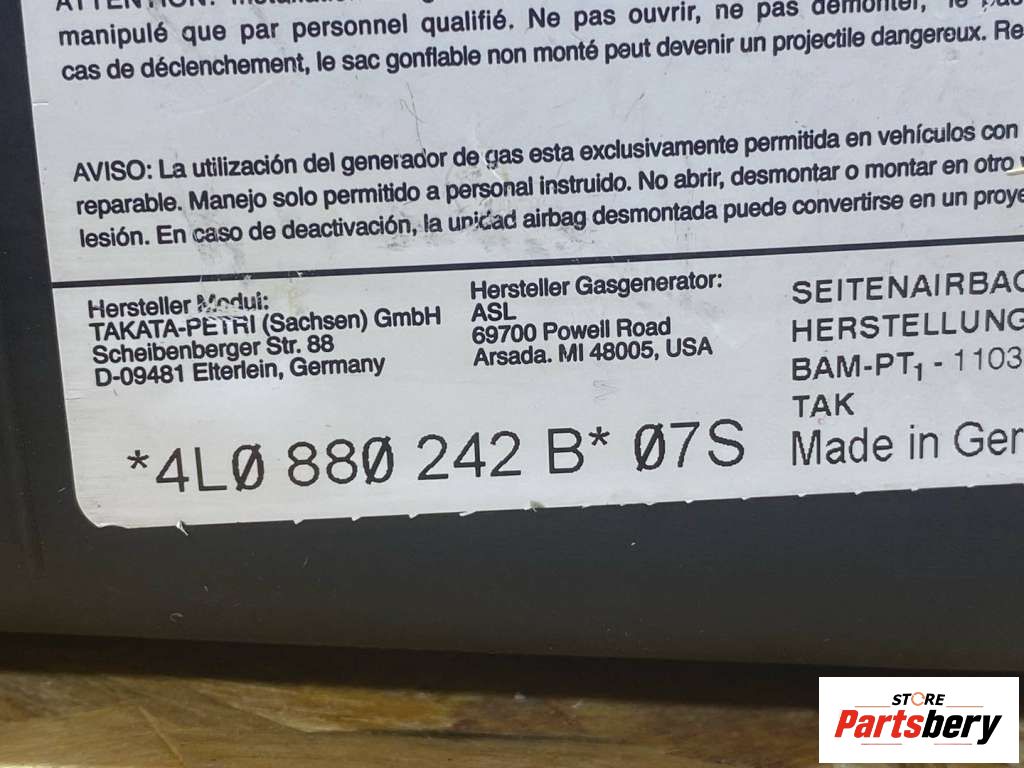 manipulé que par personnel qualifié. Ne pas ouvrir, ne pas démonter,
cas de déclenchement, le sac gonflable non monté peut devenir un projectile dangereux. Re
AVISO: La utilización del generador de gas esta exclusivamente permitida en vehículos con
reparable. Manejo solo permitido a personal instruido. No abrir, desmontar o montar en otro
lesión. En caso de deactivación, la unidad airbag desmontada puede convertirse en un proye
Hersteller Modul:
TAKATA-PETRI (Sachsen) GmbH
Scheibenberger Str. 88
D-09481 Elterlein, Germany
Hersteller Gasgenerator:
ASL
69700 Powell Road
Arsada. MI 48005, USA
SEITENAIRBAG
HERSTELLUNG
BAM-PT1 - 1103
TAK
Made in Ger
*4LØ 88Ø 242 B* Ø7S
STORE
Partsbery